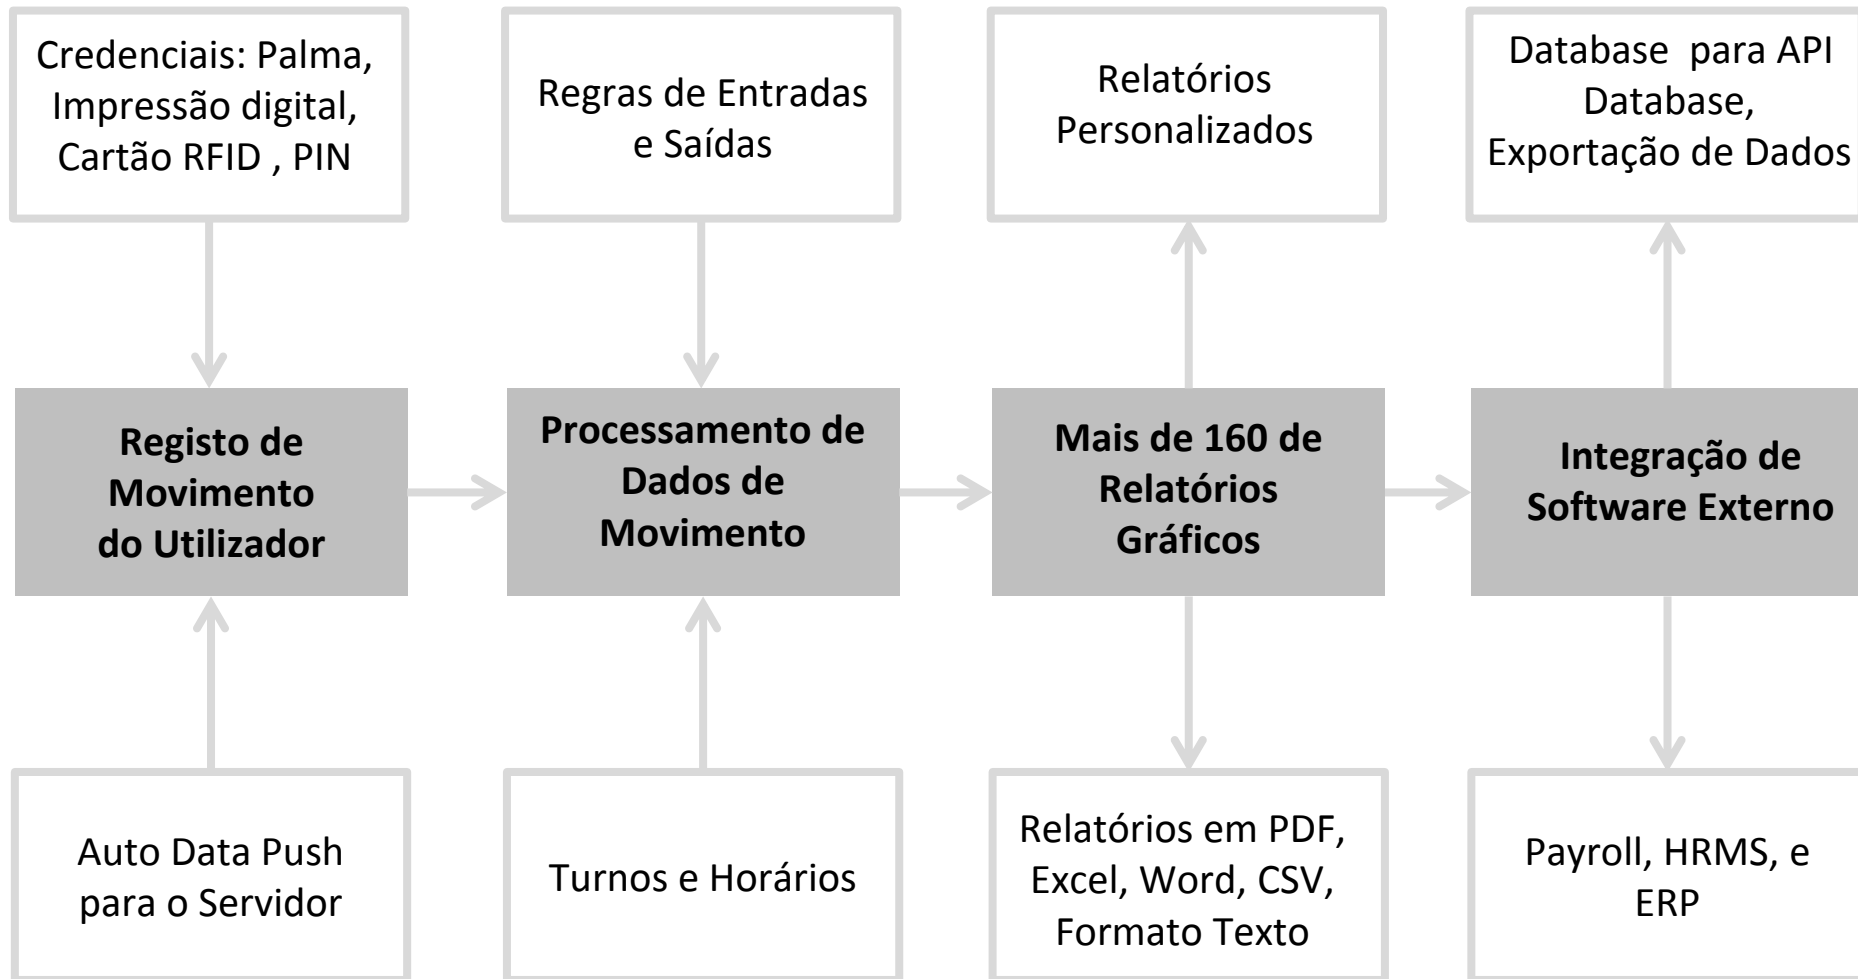 Credenciais: Palma,
Impressão digital,
Cartão RFID , PIN
Regras de Entradas
e Saídas
Relatórios
Personalizados
Database  para API
Database,
Exportação de Dados
Registo de
Movimento
do Utilizador
Processamento de
Dados de
Movimento
Mais de 160 de
Relatórios
Gráficos
Integração de
Software Externo
Auto Data Push
para o Servidor
Turnos e Horários
Relatórios em PDF,
Excel, Word, CSV,
Formato Texto
Payroll, HRMS, e
ERP